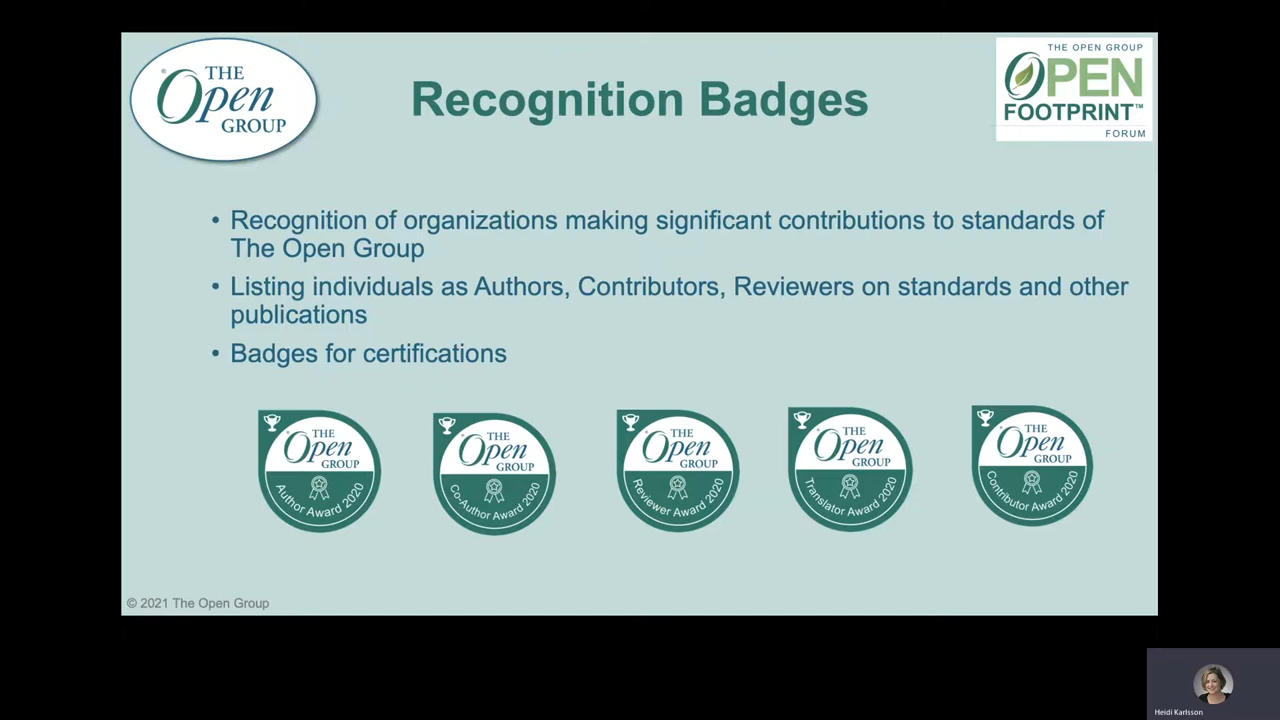 THE
Open
GROUP
Recognition Badges
THE OPEN GROUP
OPEN
FOOTPRINT™
FORUM
• Recognition of organizations making significant contributions to standards of
The Open Group
• Listing individuals as Authors, Contributors, Reviewers on standards and other
publications
• Badges for certifications
THE
Open
GROUP
Author Award 2020
THE
Open
GROUP
Co-Author Award 2020
THE
Open
GROUP
Reviewer Award 2020
THE
Open
GROUP
Translator Award 2020
THE
Open
GROUP
Contributor Award 2020
© 2021 The Open Group
Heidi Karlsson